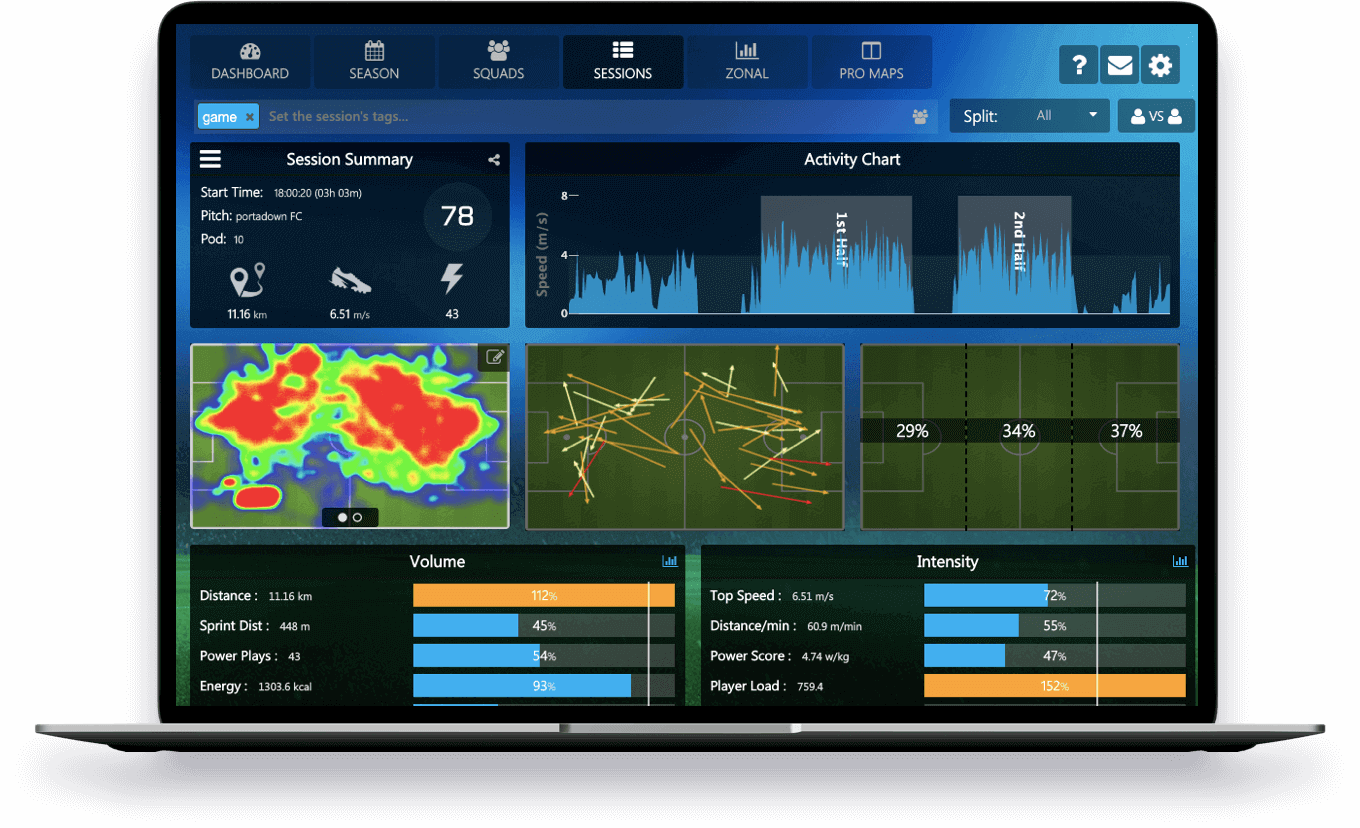 DASHBOARD
SEASON
SQUADS
SESSIONS
ZONAL
PRO MAPS
?
game ×
Set the session's tags...
Split: All
VS
Session Summary
Start Time: 18:00:20 (03h 03m)
Pitch: portadown FC
Pod: 10
78
11.16 km
6.51 m/s
43
Activity Chart
Speed (m/s)
8
4
0
1st Half
2nd Half
29%
34%
37%
Volume
Distance : 11.16 km 112%
Sprint Dist : 448 m 45%
Power Plays : 43 54%
Energy : 1303.6 kcal 93%
Intensity
Top Speed : 6.51 m/s 72%
Distance/min : 60.9 m/min 55%
Power Score : 4.74 w/kg 47%
Player Load : 759.4 152%